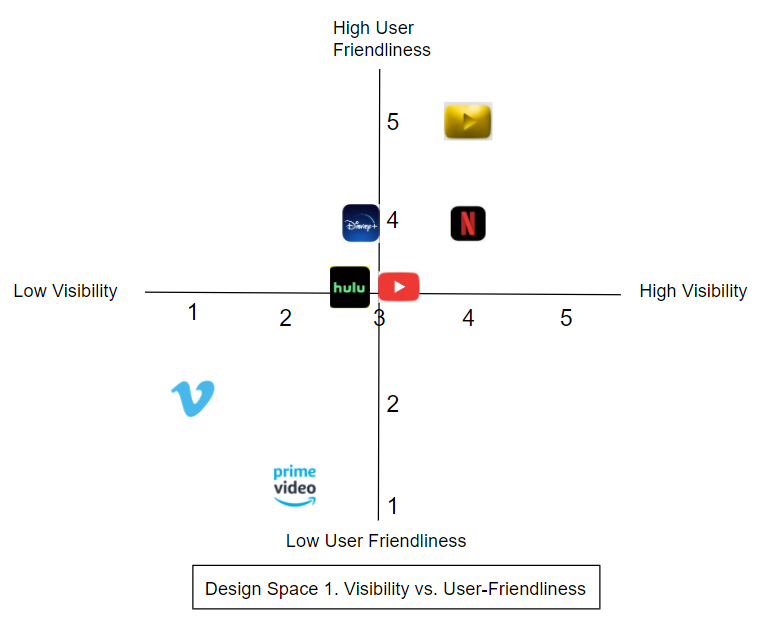 High User
Friendliness
5
Disney+
4
N
hulu
Low Visibility
High Visibility
1
2
3
4
5
2
prime
video
1
Low User Friendliness
Design Space 1. Visibility vs. User-Friendliness